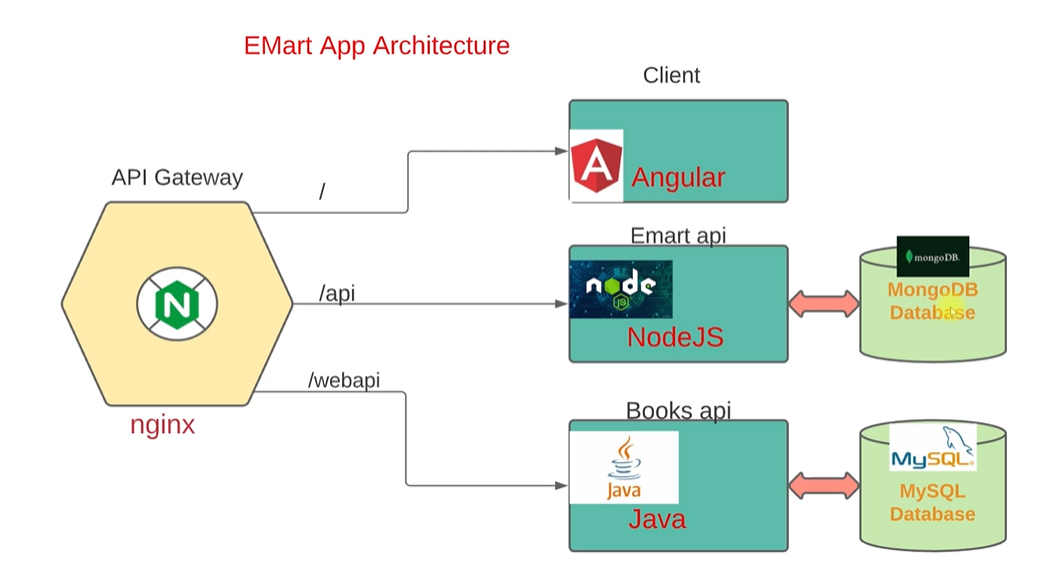 EMart App Architecture
Client
Angular
API Gateway
/
/api
/webapi
nginx
Emart api
node
JS
NodeJS
mongoDB.
MongoDB
Database
Books api
Java
Java
MySQL
MySQL
Database